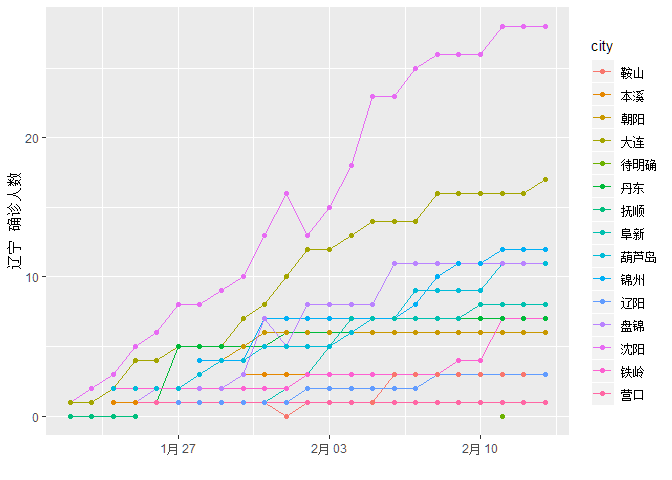 辽宁 确诊人数
20
10
0
1月 27
2月 03
2月 10
city
鞍山
本溪
朝阳
大连
待明确
丹东
抚顺
阜新
葫芦岛
锦州
辽阳
盘锦
沈阳
铁岭
营口